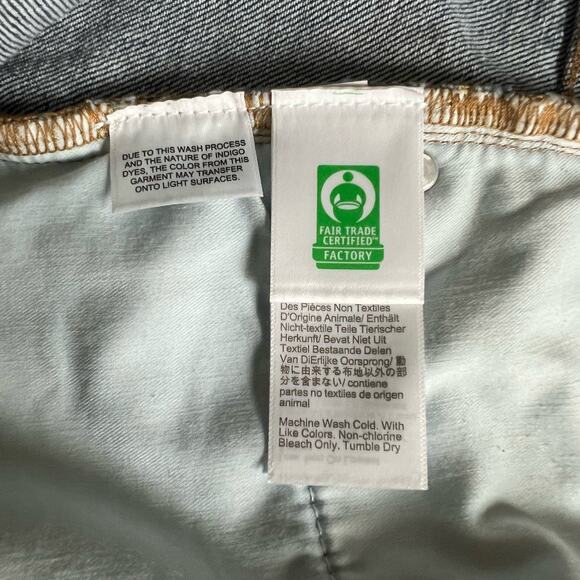 DUE TO THIS WASH PROCESS
AND THE NATURE OF INDIGO
DYES, THE COLOR FROM THIS
GARMENT MAY TRANSFER
ONTO LIGHT SURFACES.
FAIR TRADE
CERTIFIED™
FACTORY
Des Pièces Non Textiles
D'Origine Animale/ Enthält
Nicht-textile Teile Tierischer
Herkunft/ Bevat Niet Uit
Textiel Bestaande Delen
Van DiErlijke Oorsprong/ 動
物に由来する布地以外の部
分を含まない/ contiene
partes no textiles de origen
animal
Machine Wash Cold. With
Like Colors. Non-chlorine
Bleach Only. Tumble Dry